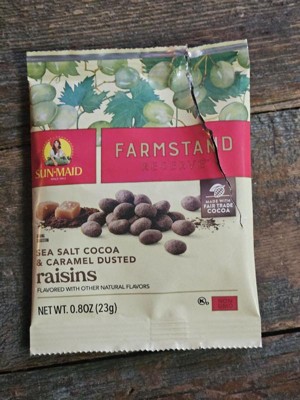 SUN-MAID
FARMSTAND
RESERVE
MADE WITH
FAIR TRADE
COCOA
SEA SALT COCOA
& CARAMEL DUSTED
raisins
FLAVORED WITH OTHER NATURAL FLAVORS
NET WT. 0.8OZ (23g)